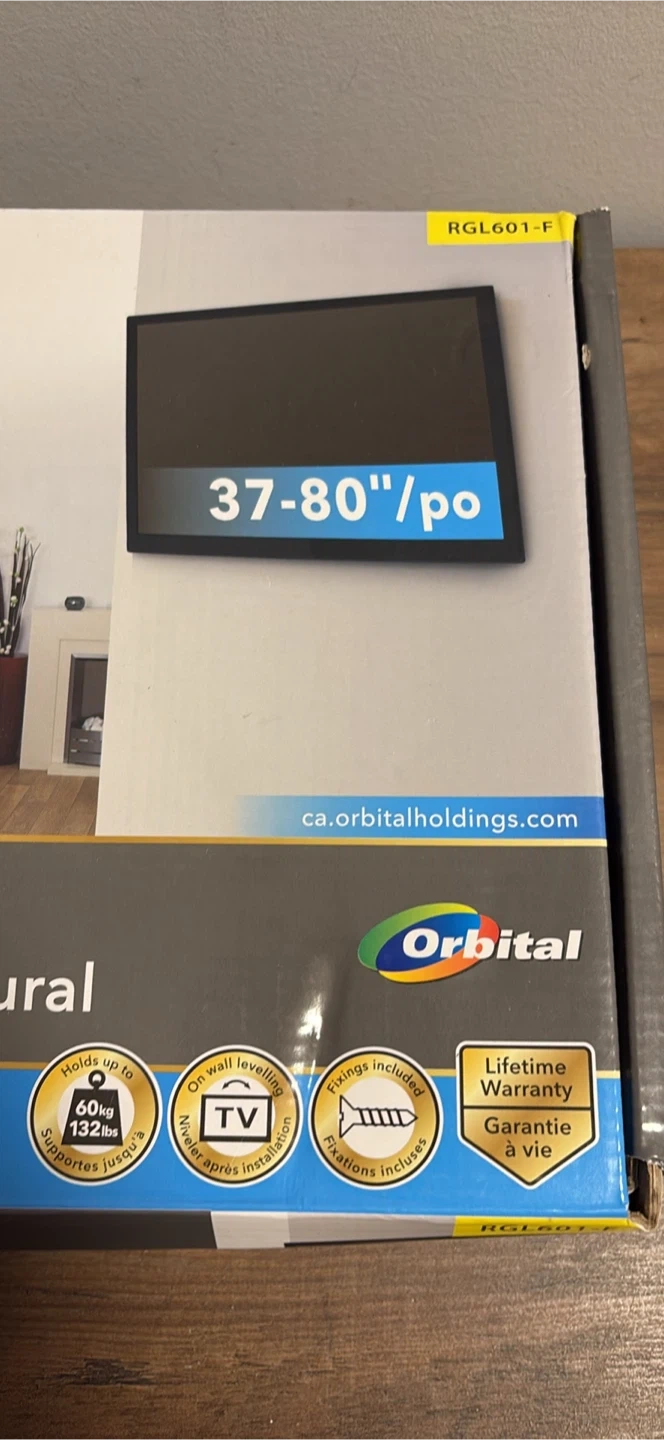 RGL601-F
37-80"/po
ca.orbitalholdings.com
Orbital
ural
Holds up to
60kg
132lbs
Supportes jusqu'à
On wall levelling
TV
Niveler après installation
Fixings included
Fixations incluses
Lifetime
Warranty
Garantie
à vie
RGL601-F